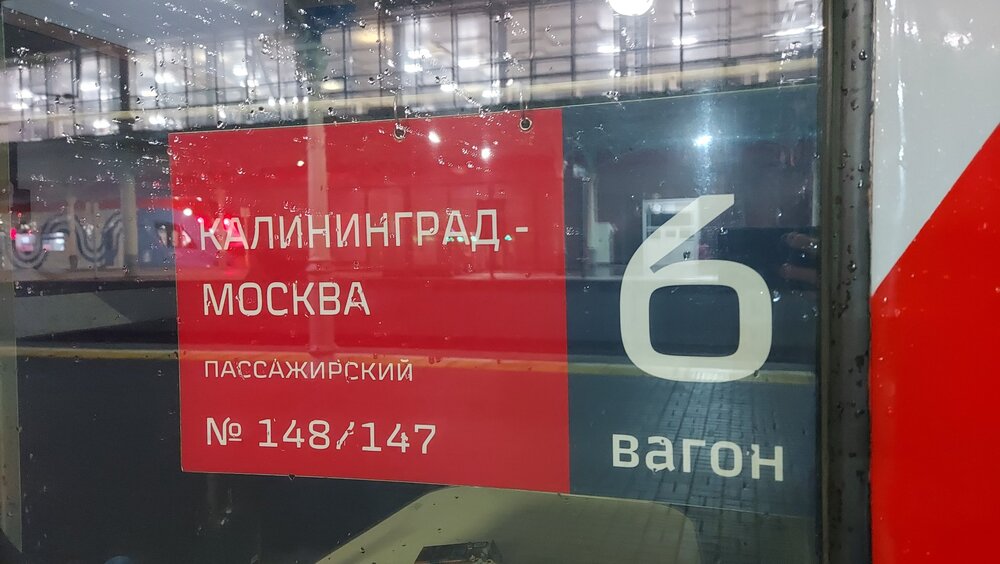 КАЛИНИНГРАД -
МОСКВА
ПАССАЖИРСКИЙ
№ 148/147
6
вагон